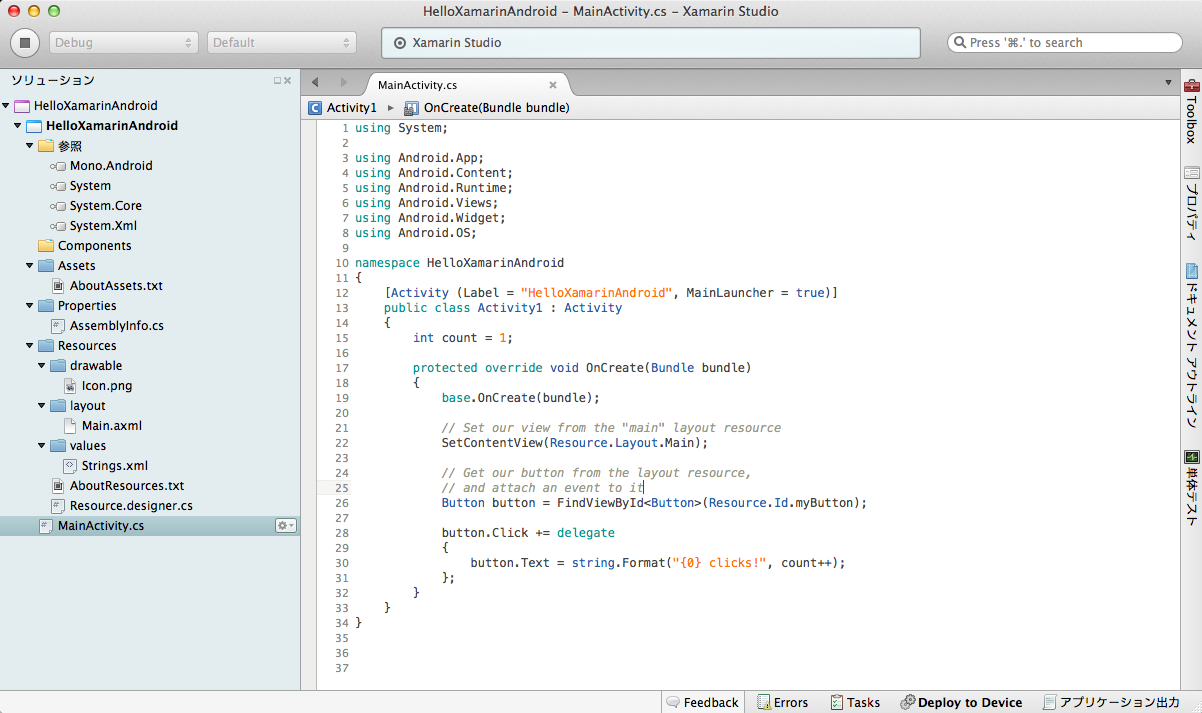 HelloXamarinAndroid – MainActivity.cs – Xamarin Studio
Debug
Default
Xamarin Studio
Press '⌘.' to search
ソリューション
HelloXamarinAndroid
HelloXamarinAndroid
参照
Mono.Android
System
System.Core
System.Xml
Components
Assets
AboutAssets.txt
Properties
AssemblyInfo.cs
Resources
drawable
Icon.png
layout
Main.axml
values
Strings.xml
AboutResources.txt
Resource.designer.cs
MainActivity.cs
MainActivity.cs
Activity1 ▸ OnCreate(Bundle bundle)
1 using System;
2
3 using Android.App;
4 using Android.Content;
5 using Android.Runtime;
6 using Android.Views;
7 using Android.Widget;
8 using Android.OS;
9
10 namespace HelloXamarinAndroid
11 {
12     [Activity (Label = "HelloXamarinAndroid", MainLauncher = true)]
13     public class Activity1 : Activity
14     {
15         int count = 1;
16
17         protected override void OnCreate(Bundle bundle)
18         {
19             base.OnCreate(bundle);
20
21             // Set our view from the "main" layout resource
22             SetContentView(Resource.Layout.Main);
23
24             // Get our button from the layout resource,
25             // and attach an event to it
26             Button button = FindViewById<Button>(Resource.Id.myButton);
27
28             button.Click += delegate
29             {
30                 button.Text = string.Format("{0} clicks!", count++);
31             };
32         }
33     }
34 }
35
36
37
Toolbox
プロパティ
ドキュメント アウトライン
単体テスト
Feedback
Errors
Tasks
Deploy to Device
アプリケーション出力